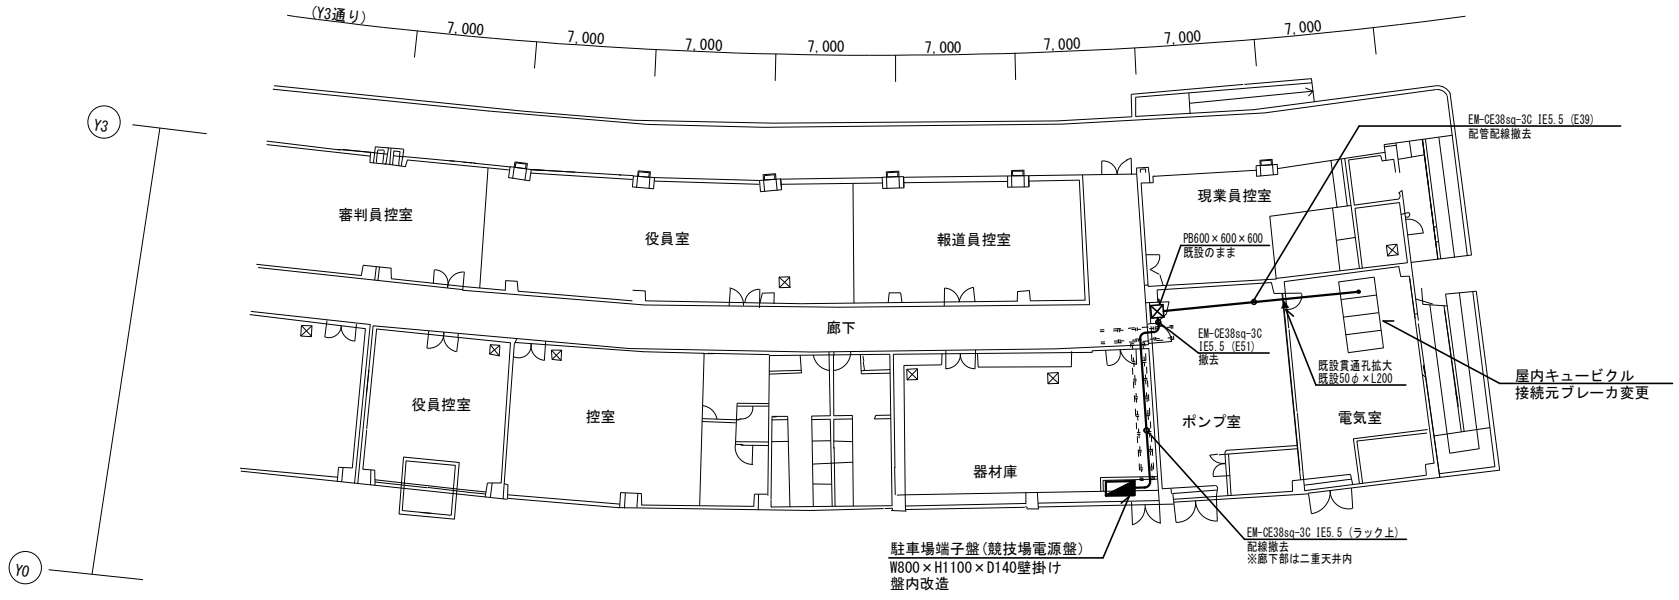 (Y3通り)
7,000
7,000
7,000
7,000
7,000
7,000
7,000
7,000
Y3
EM-CE38sq-3C IE5.5 (E39)
配管配線撤去
審判員控室
役員室
報道員控室
現業員控室
PB600×600×600
既設のまま
廊下
EM-CE38sq-3C
IE5.5 (E51)
撤去
既設貫通孔拡大
既設50φ×L200
屋内キュービクル
接続元ブレーカ変更
役員控室
控室
器材庫
ポンプ室
電気室
EM-CE38sq-3C IE5.5 (ラック上)
配線撤去
※廊下部は二重天井内
駐車場端子盤(競技場電源盤)
W800×H1100×D140壁掛け
盤内改造
Y0